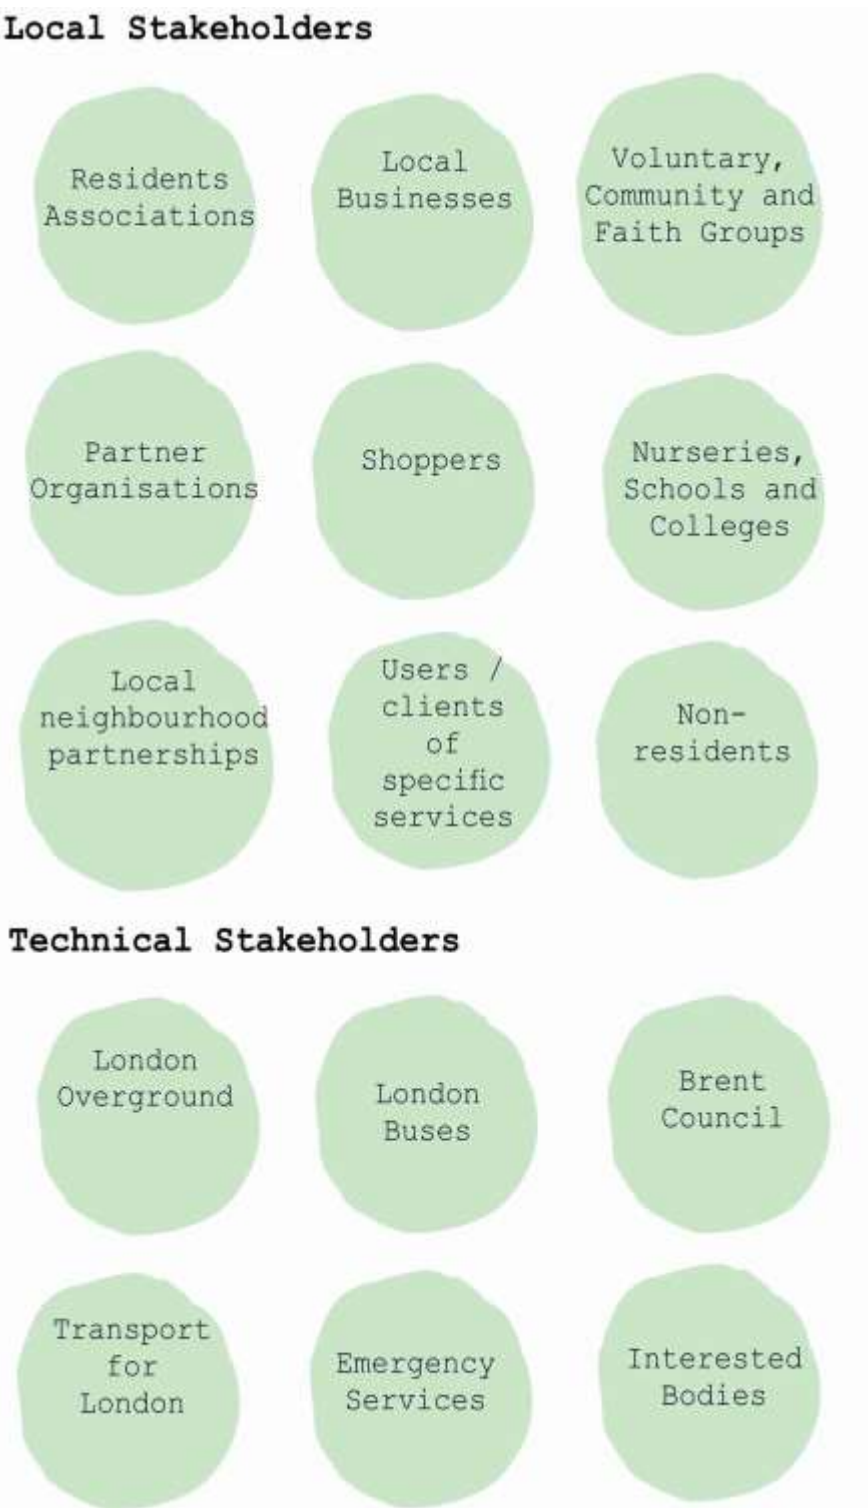 Local Stakeholders
Residents
Associations
Local
Businesses
Voluntary,
Community and
Faith Groups
Partner
Organisations
Shoppers
Nurseries,
Schools and
Colleges
Local
neighbourhood
partnerships
Users /
clients
of
specific
services
Non-
residents
Technical Stakeholders
London
Overground
London
Buses
Brent
Council
Transport
for
London
Emergency
Services
Interested
Bodies